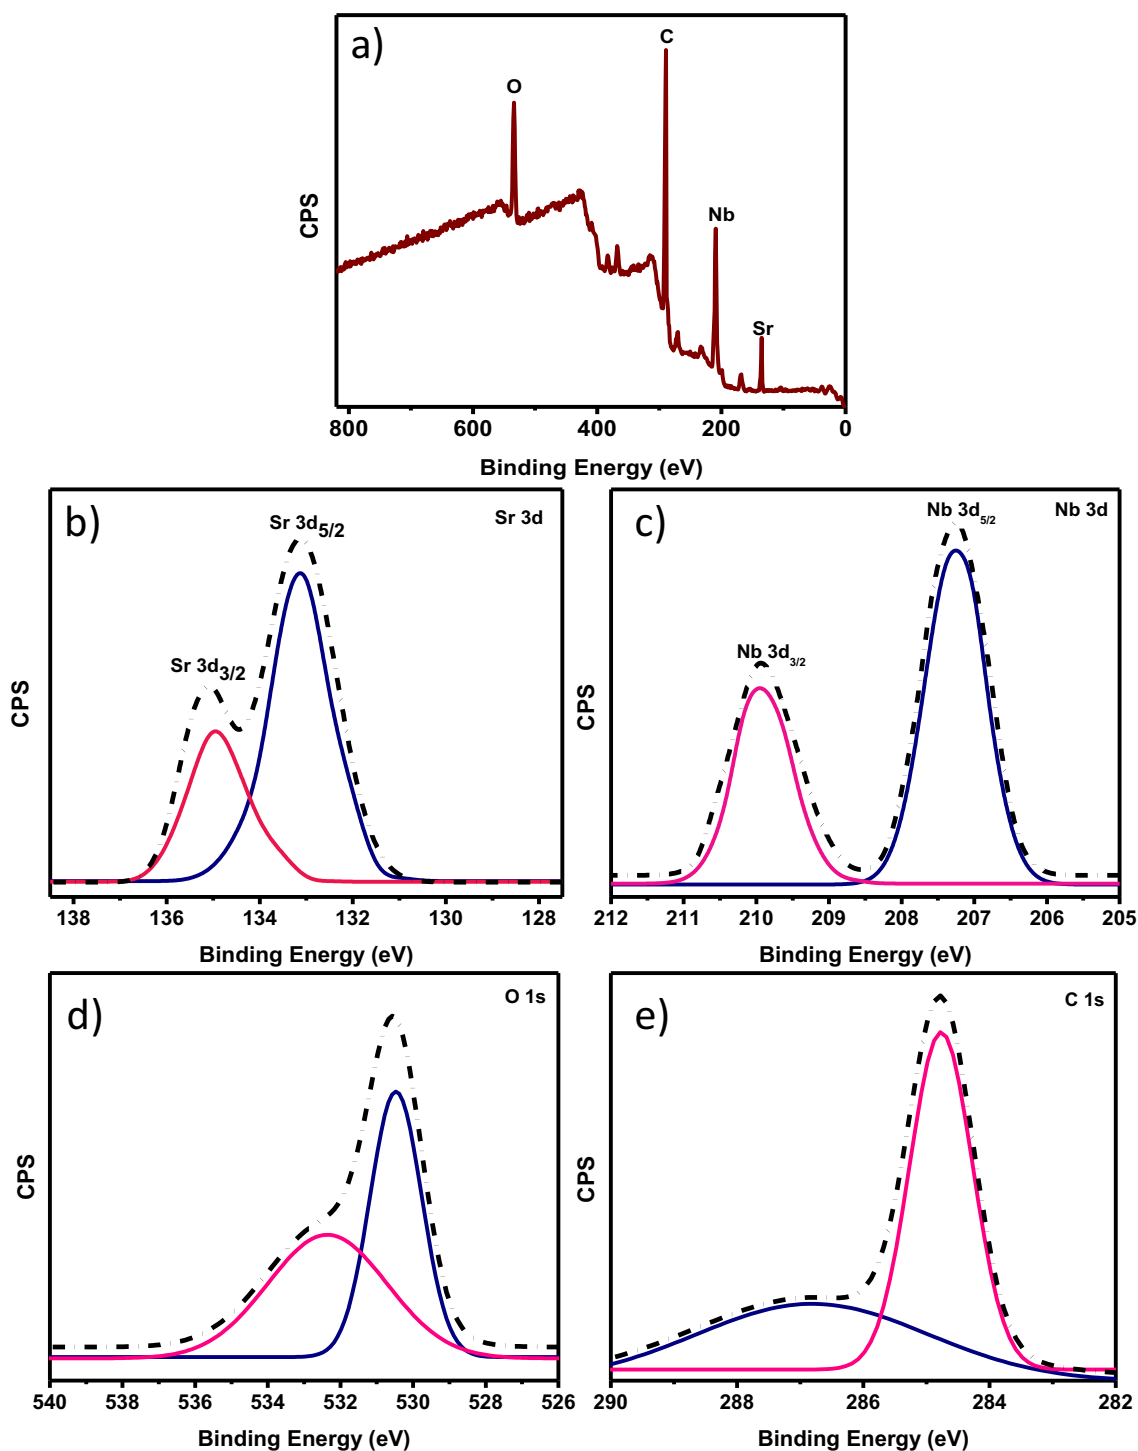 a)
C
O
Nb
Sr
CPS
800 600 400 200 0
Binding Energy (eV)
b)
Sr 3d
Sr 3d5/2
Sr 3d3/2
CPS
138 136 134 132 130 128
Binding Energy (eV)
c)
Nb 3d5/2
Nb 3d
Nb 3d3/2
CPS
212 211 210 209 208 207 206 205
Binding Energy (eV)
d)
O 1s
CPS
540 538 536 534 532 530 528 526
Binding Energy (eV)
e)
C 1s
CPS
290 288 286 284 282
Binding Energy (eV)